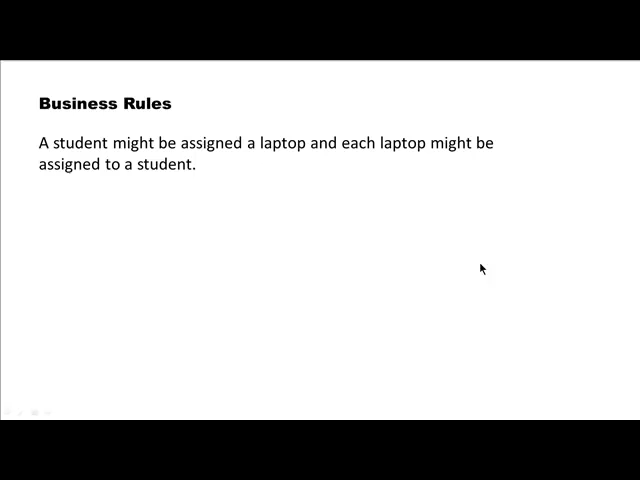 Business Rules
A student might be assigned a laptop and each laptop might be
assigned to a student.